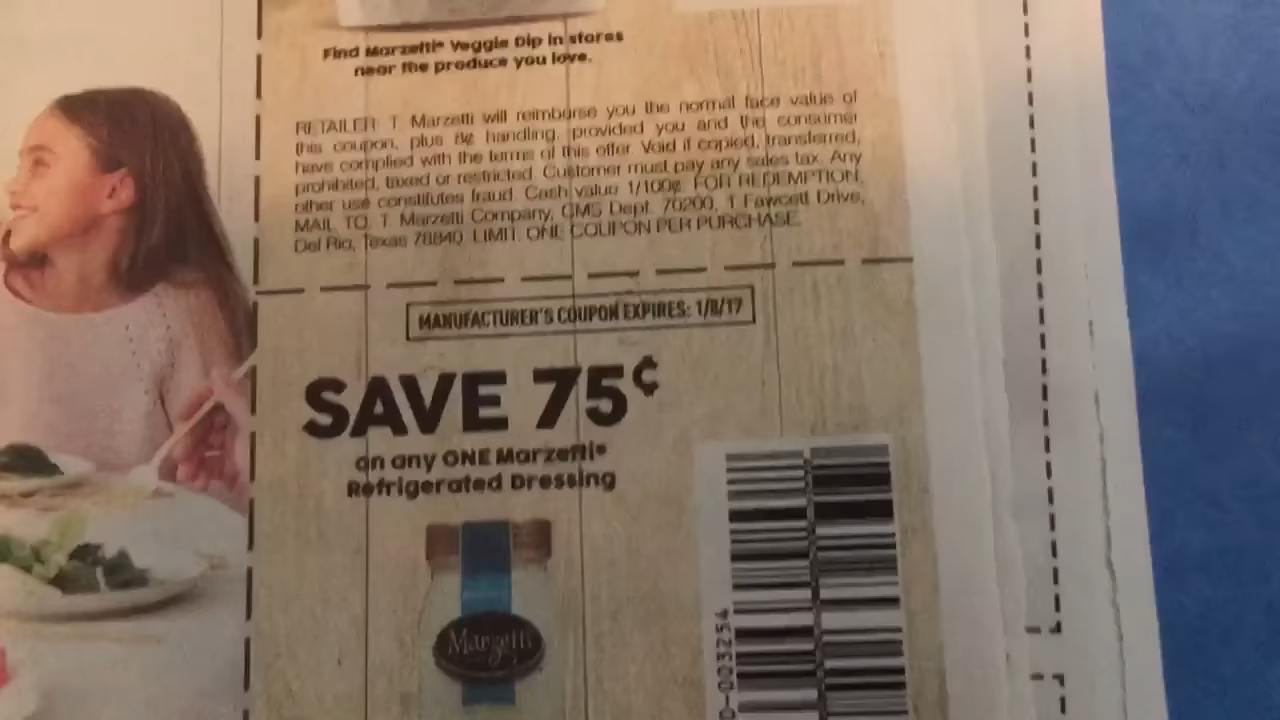 Find Marzetti® Veggie Dip in stores
near the produce you love.
RETAILER: T. Marzetti will reimburse you the normal face value of
this coupon, plus 8¢ handling, provided you and the consumer
have complied with the terms of this offer. Void if copied, transferred,
prohibited, taxed or restricted. Customer must pay any sales tax. Any
other use constitutes fraud. Cash value 1/100¢. FOR REDEMPTION,
MAIL TO: T. Marzetti Company, CMS Dept. 70200, 1 Fawcett Drive,
Del Rio, Texas 78840. LIMIT: ONE COUPON PER PURCHASE.
MANUFACTURER'S COUPON EXPIRES: 1/8/17
SAVE 75¢
on any ONE Marzetti®
Refrigerated Dressing
Marzetti
0-003254